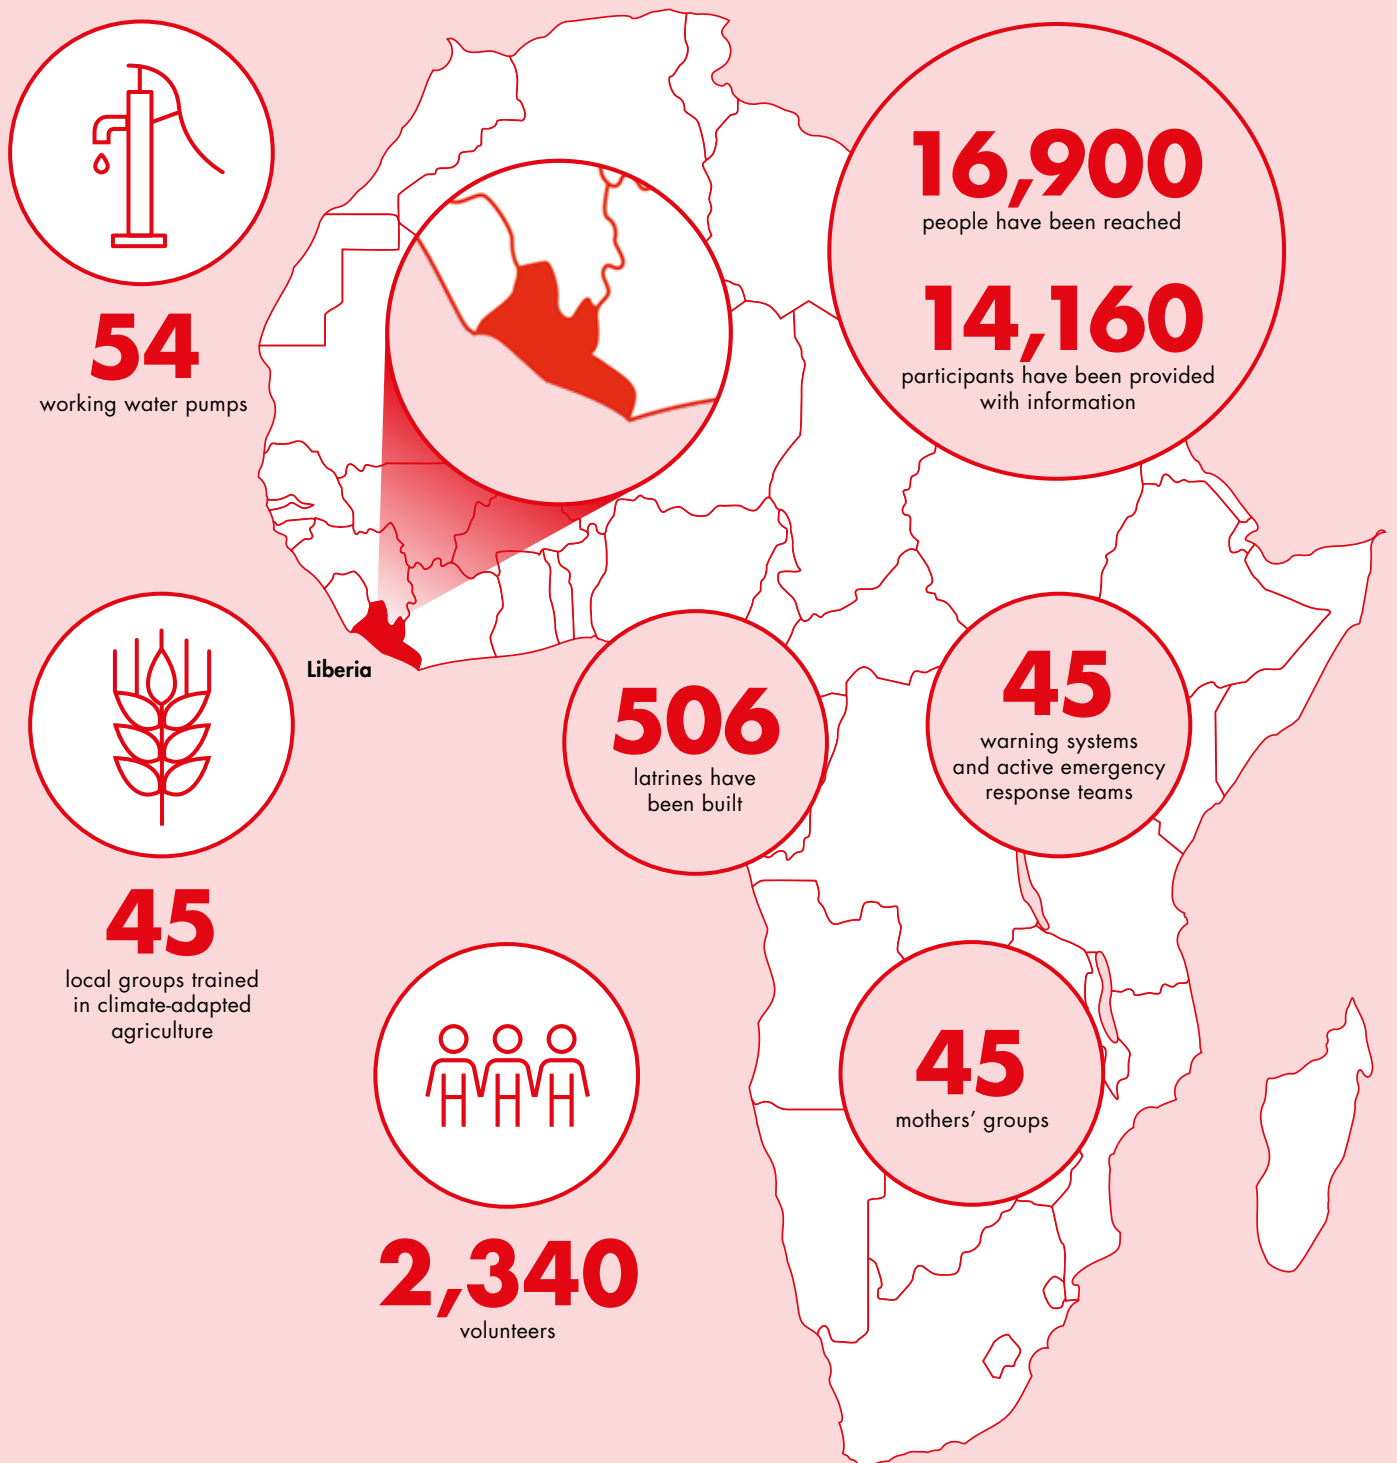 16,900
people have been reached
14,160
participants have been provided
with information
54
working water pumps
Liberia
506
latrines have
been built
45
warning systems
and active emergency
response teams
45
local groups trained
in climate-adapted
agriculture
45
mothers’ groups
2,340
volunteers